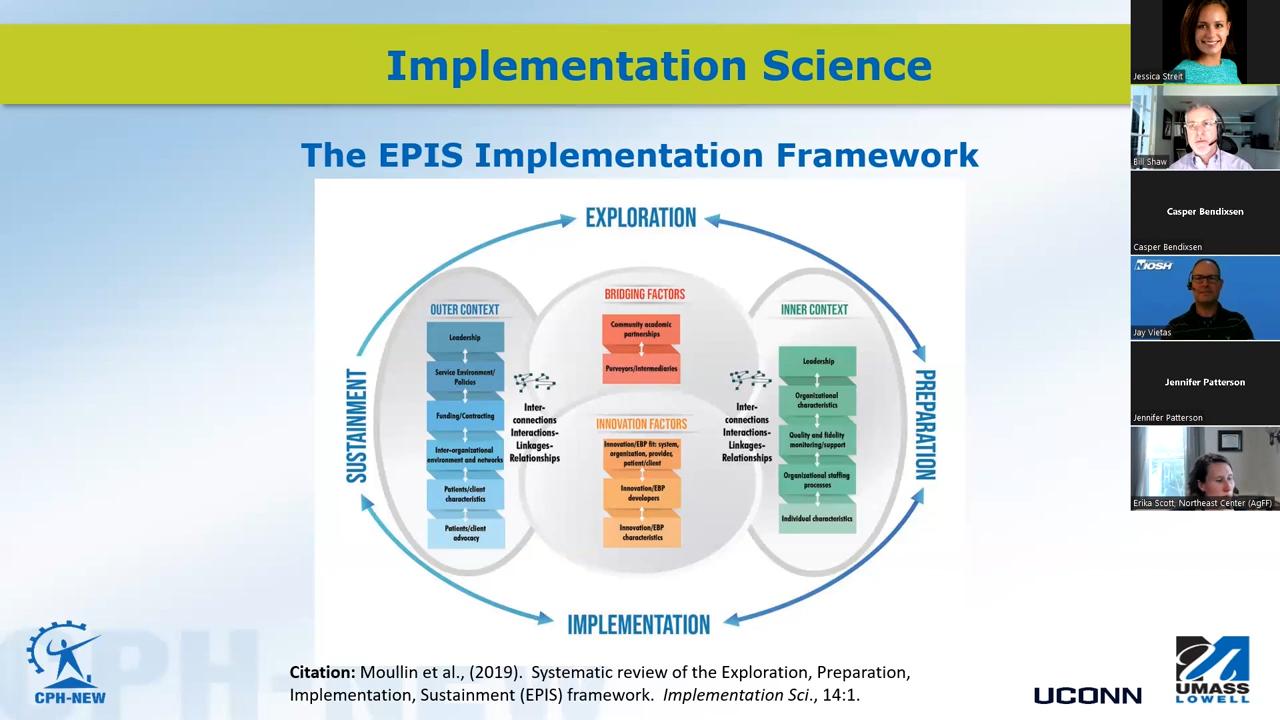 Implementation Science
The EPIS Implementation Framework
EXPLORATION
OUTER CONTEXT
Leadership
Service Environment/
Policies
Funding/Contracting
Inter-organizational
environment and networks
Patients/client
characteristics
Patients/client
advocacy
Inter-
connections
Interactions-
Linkages-
Relationships
BRIDGING FACTORS
Community academic
partnerships
Purveyors/Intermediaries
INNOVATION FACTORS
Innovation/EBP fit: system,
organization, provider,
patient/client
Innovation/EBP
developers
Innovation/EBP
characteristics
Inter-
connections
Interactions-
Linkages-
Relationships
INNER CONTEXT
Leadership
Organizational
characteristics
Quality and fidelity
monitoring/support
Organizational staffing
processes
Individual characteristics
SUSTAINMENT
PREPARATION
IMPLEMENTATION
Citation: Moullin et al., (2019). Systematic review of the Exploration, Preparation,
Implementation, Sustainment (EPIS) framework. Implementation Sci., 14:1.
CPH-NEW
CPH-NEW
UCONN
UMASS
LOWELL
Jessica Streit
Bill Shaw
Casper Bendixsen
Casper Bendixsen
NIOSH
Jay Vietas
Jennifer Patterson
Jennifer Patterson
Erika Scott, Northeast Center (AgFF)